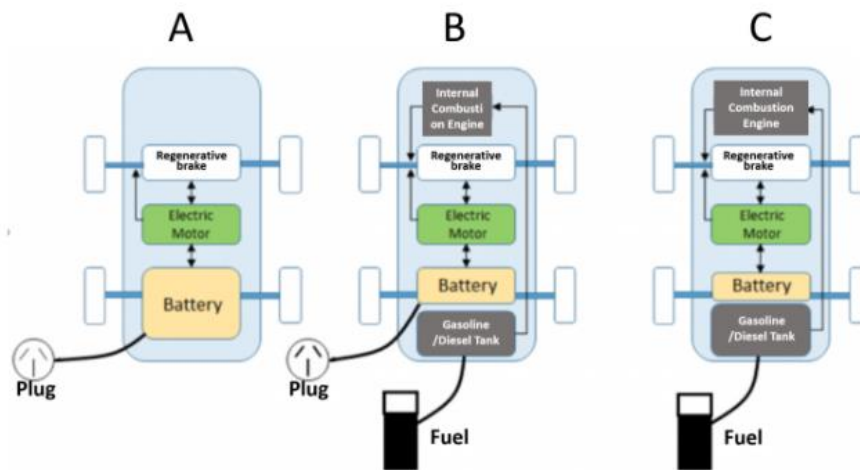 A
B
C
Internal
Combusti
on Engine
Internal
Combustion
Engine
Regenerative
brake
Regenerative
brake
Regenerative
brake
Electric
Motor
Electric
Motor
Electric
Motor
Battery
Battery
Battery
Gasoline
/Diesel Tank
Gasoline
/Diesel Tank
Plug
Plug
Fuel
Fuel